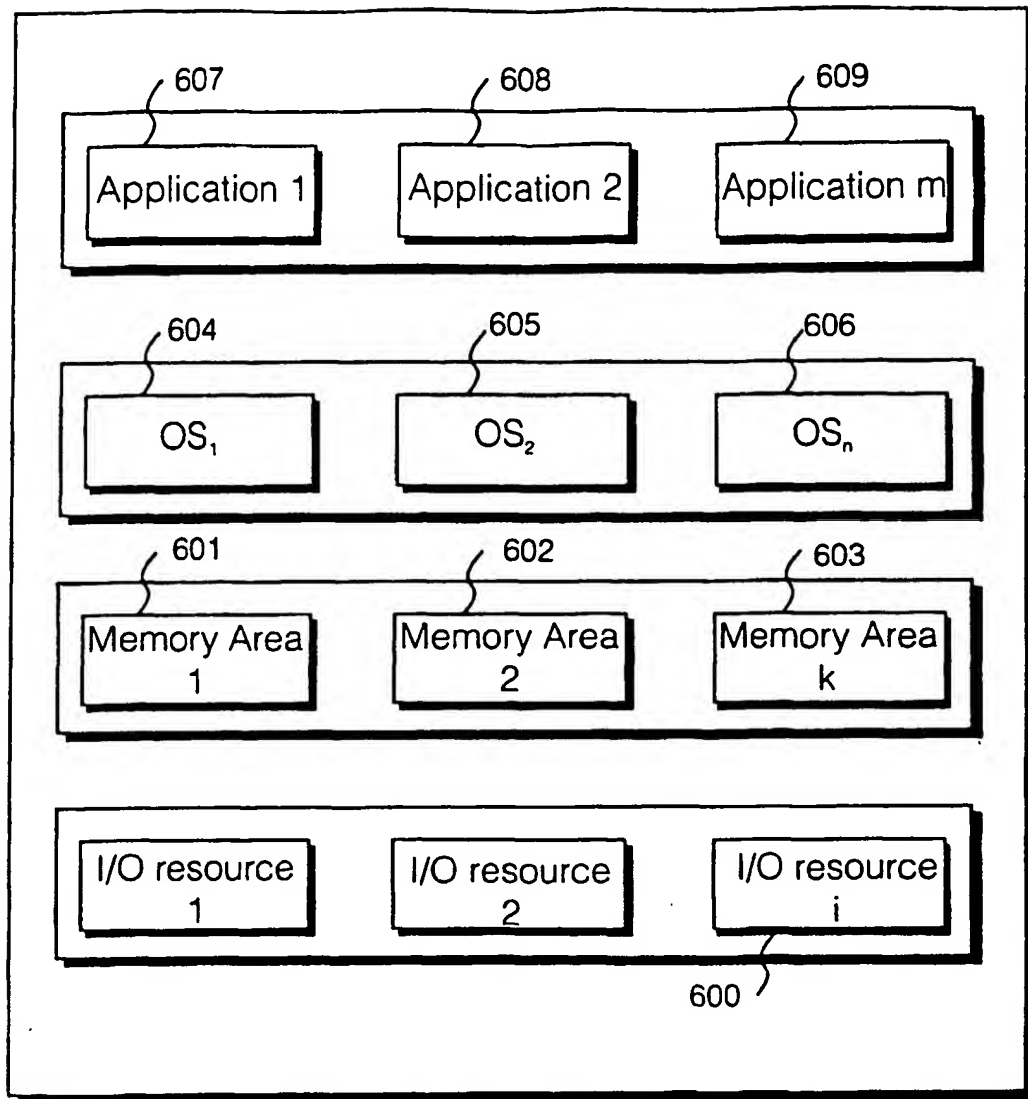 607 608 609
Application 1 Application 2 Application m
604 605 606
OS₁ OS₂ OSₙ
601 602 603
Memory Area Memory Area Memory Area
1 2 k
I/O resource I/O resource I/O resource
1 2 i
600